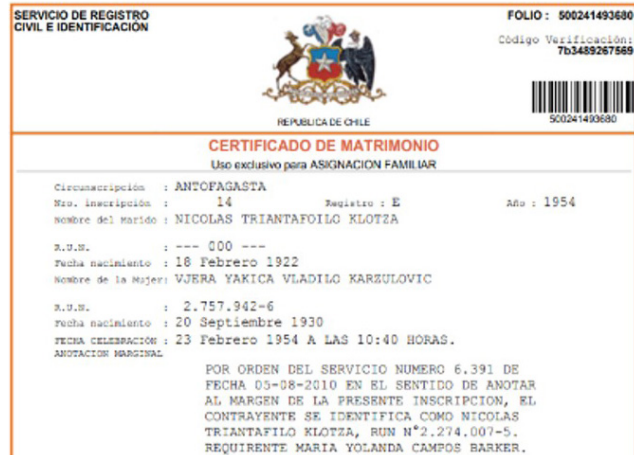 SERVICIO DE REGISTRO
CIVIL E IDENTIFICACIÓN
FOLIO : 500241493680
Código Verificación:
7b3489267569
500241493680
REPUBLICA DE CHILE
CERTIFICADO DE MATRIMONIO
Uso exclusivo para ASIGNACION FAMILIAR
Circunscripción : ANTOFAGASTA
Nro. inscripción : 14 Registro : E Año : 1954
Nombre del Marido : NICOLAS TRIANTAFOILO KLOTZA
R.U.N. : --- 000 ---
Fecha nacimiento : 18 Febrero 1922
Nombre de la Mujer: VJERA YAKICA VLADILO KARZULOVIC
R.U.N. : 2.757.942-6
Fecha nacimiento : 20 Septiembre 1930
FECHA CELEBRACIÓN : 23 Febrero 1954 A LAS 10:40 HORAS.
ANOTACION MARGINAL
POR ORDEN DEL SERVICIO NUMERO 6.391 DE
FECHA 05-08-2010 EN EL SENTIDO DE ANOTAR
AL MARGEN DE LA PRESENTE INSCRIPCION, EL
CONTRAYENTE SE IDENTIFICA COMO NICOLAS
TRIANTAFILO KLOTZA, RUN N°2.274.007-5.
REQUIRENTE MARIA YOLANDA CAMPOS BARKER.